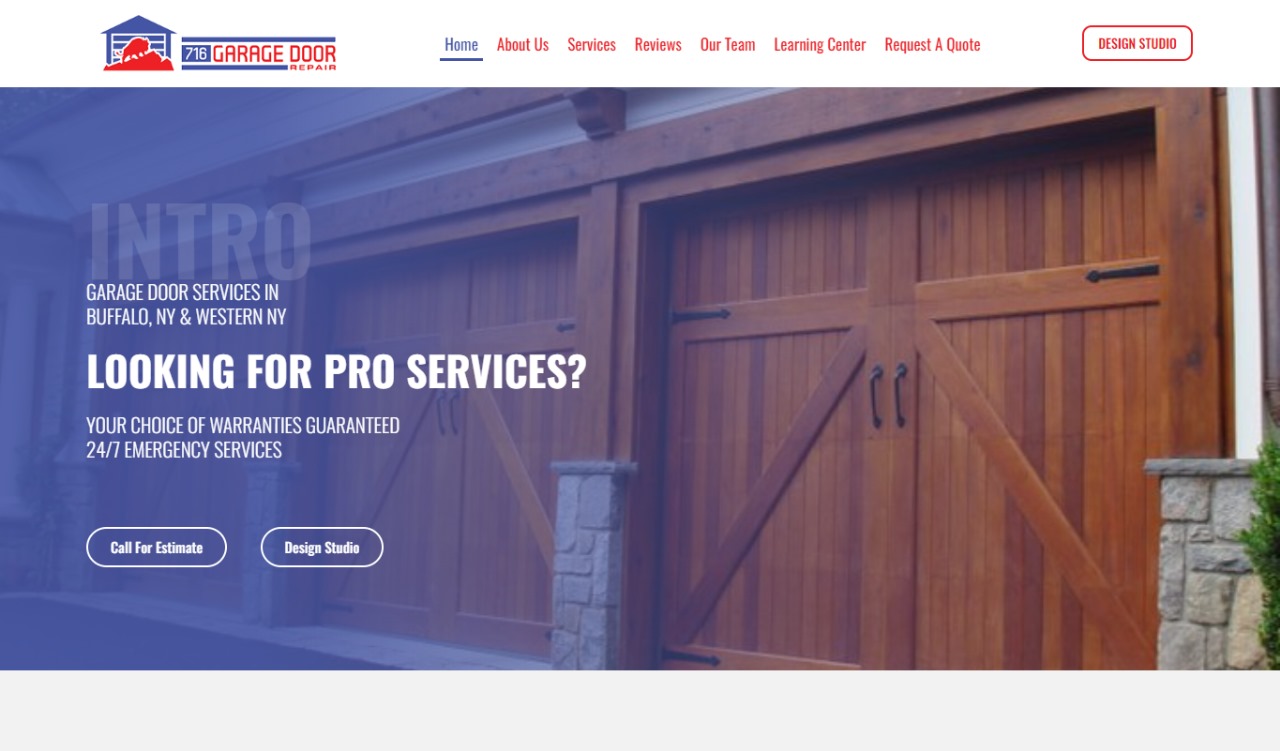 716 GARAGE DOOR
REPAIR
Home
About Us
Services
Reviews
Our Team
Learning Center
Request A Quote
DESIGN STUDIO
INTRO
GARAGE DOOR SERVICES IN
BUFFALO, NY & WESTERN NY
LOOKING FOR PRO SERVICES?
YOUR CHOICE OF WARRANTIES GUARANTEED
24/7 EMERGENCY SERVICES
Call For Estimate
Design Studio